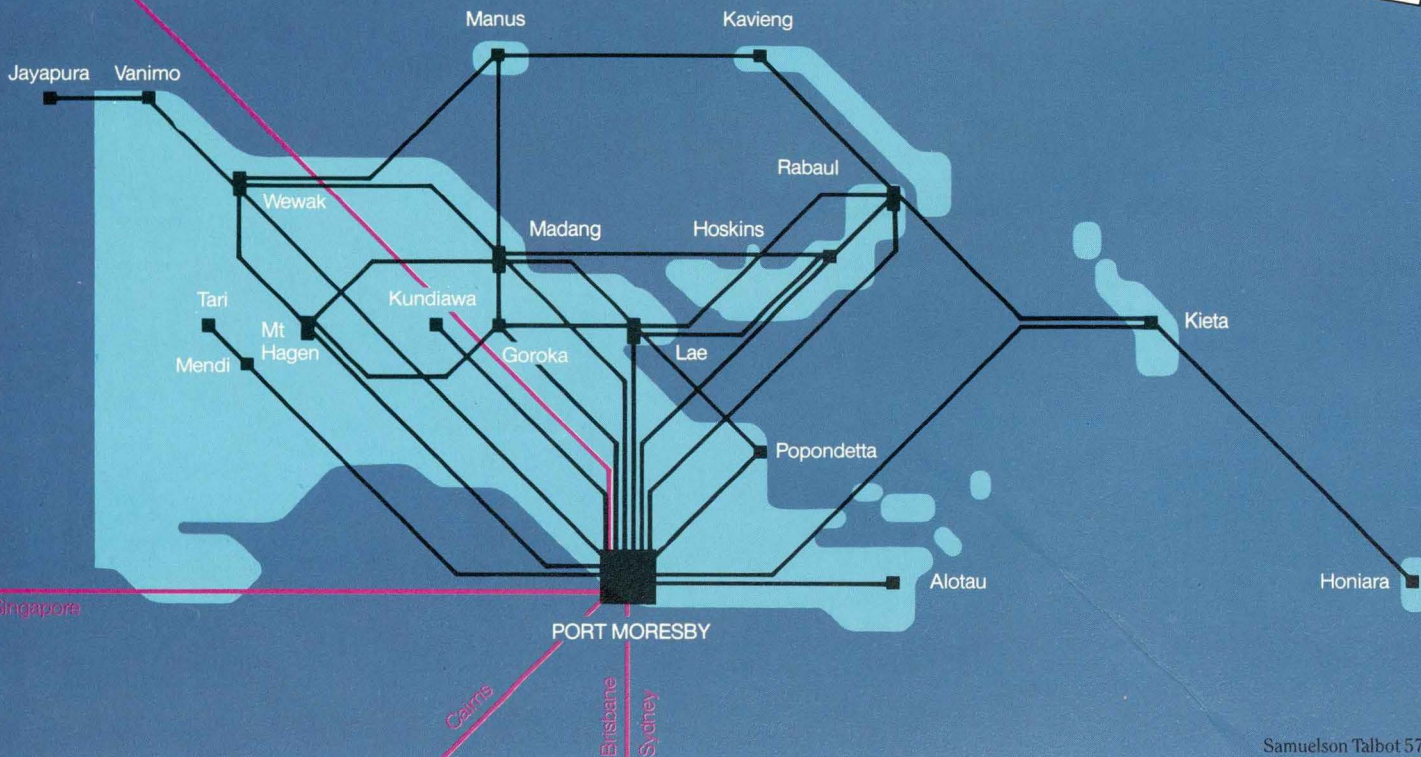 Manus
Kavieng
Jayapura
Vanimo
Rabaul
Wewak
Madang
Hoskins
Tari
Kundiawa
Mt
Hagen
Goroka
Lae
Kieta
Mendi
Popondetta
Alotau
Honiara
Singapore
PORT MORESBY
Cairns
Brisbane
Sydney
Samuelson Talbot 57